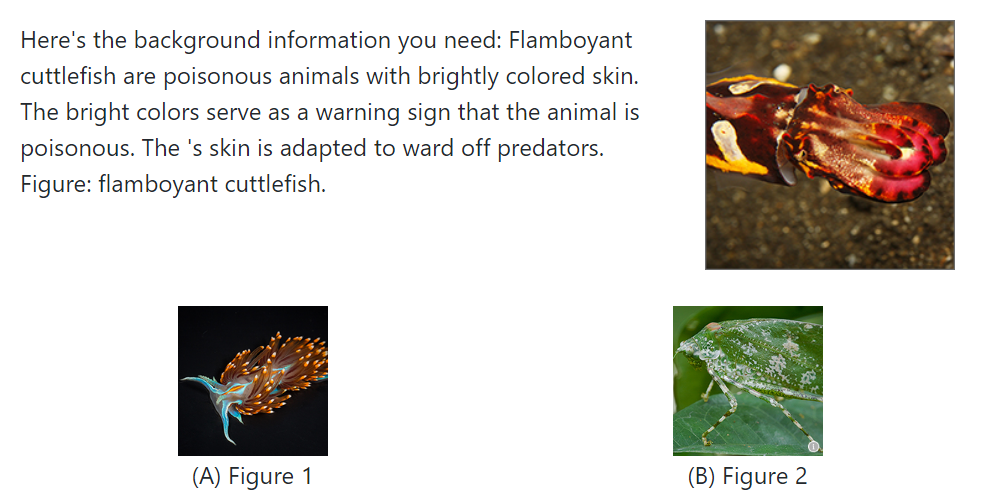 Here's the background information you need: Flamboyant
cuttlefish are poisonous animals with brightly colored skin.
The bright colors serve as a warning sign that the animal is
poisonous. The 's skin is adapted to ward off predators.
Figure: flamboyant cuttlefish.
(A) Figure 1
(B) Figure 2